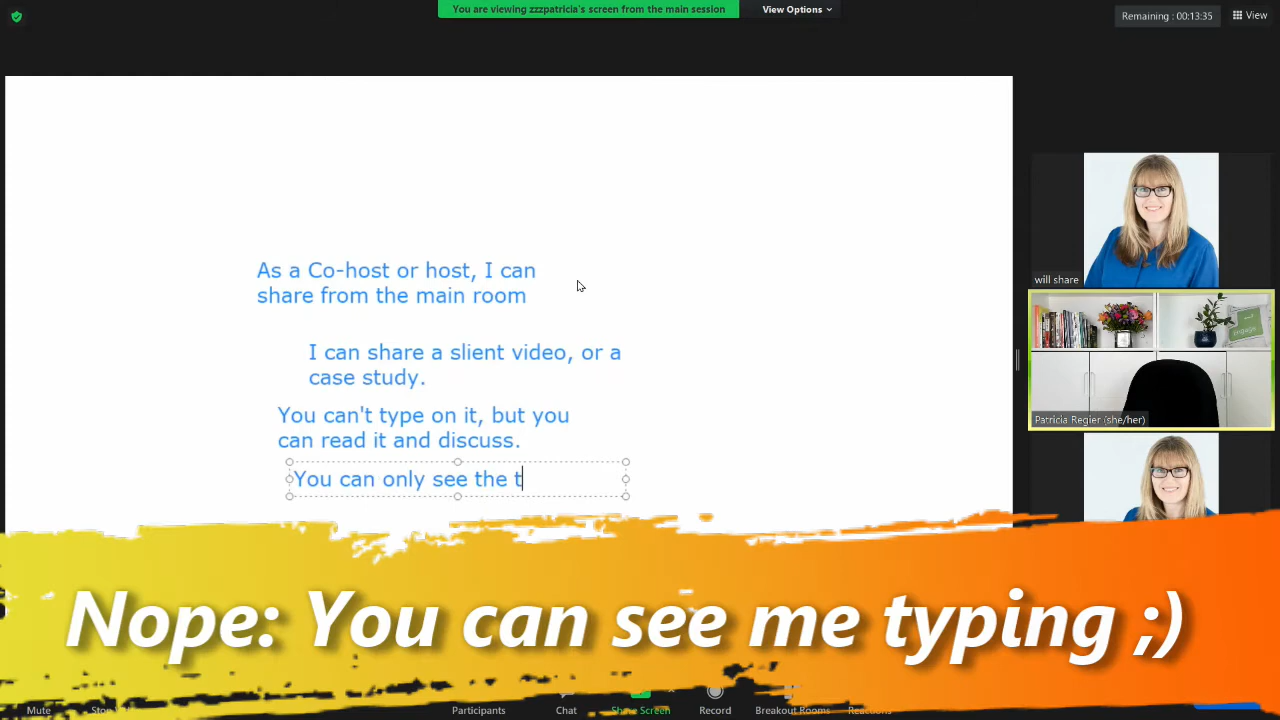 You are viewing zzzpatricia's screen from the main session
View Options
Remaining : 00:13:35
View
As a Co-host or host, I can
share from the main room
will share
I can share a slient video, or a
case study.
engage
You can't type on it, but you
can read it and discuss.
Patricia Regier (she/her)
You can only see the t
Nope: You can see me typing ;)
Mute
Participants
Chat
Share Screen
Record
Breakout Rooms
Reactions